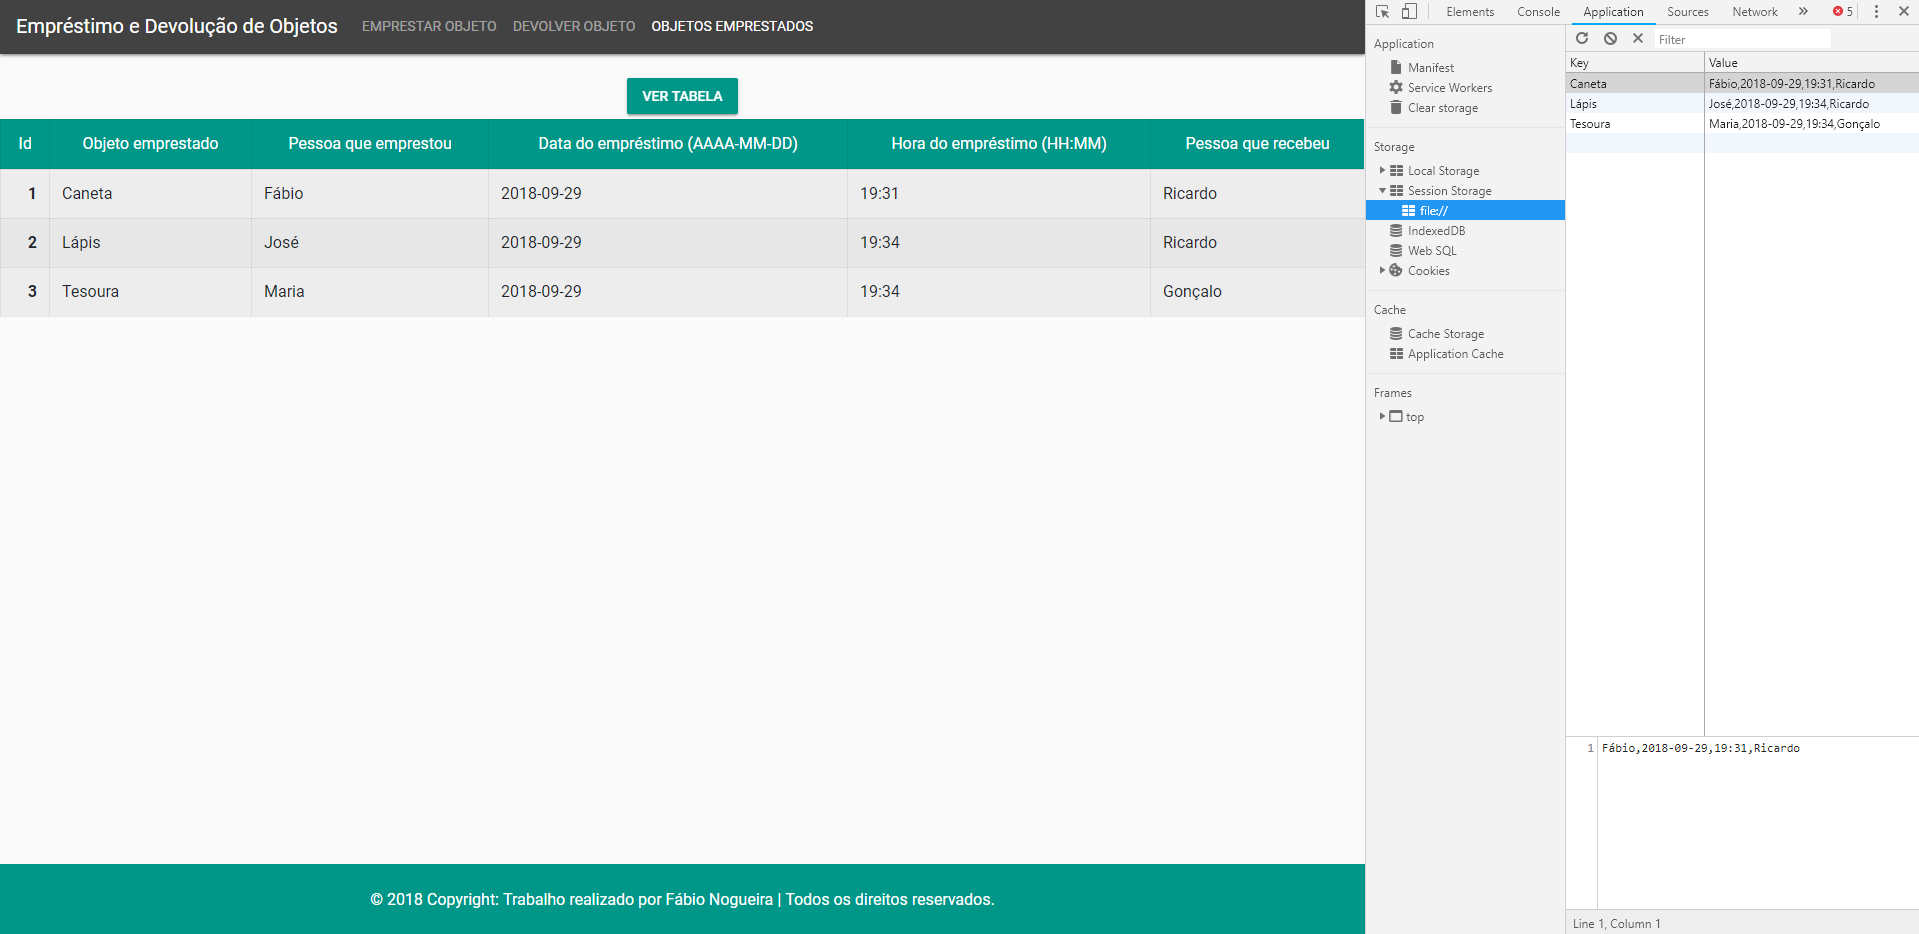 Empréstimo e Devolução de Objetos EMPRESTAR OBJETO DEVOLVER OBJETO OBJETOS EMPRESTADOS
VER TABELA
Id Objeto emprestado Pessoa que emprestou Data do empréstimo (AAAA-MM-DD) Hora do empréstimo (HH:MM) Pessoa que recebeu
1 Caneta Fábio 2018-09-29 19:31 Ricardo
2 Lápis José 2018-09-29 19:34 Ricardo
3 Tesoura Maria 2018-09-29 19:34 Gonçalo
© 2018 Copyright: Trabalho realizado por Fábio Nogueira | Todos os direitos reservados.
Elements Console Application Sources Network » 5
Application
Manifest
Service Workers
Clear storage
Storage
Local Storage
Session Storage
file://
IndexedDB
Web SQL
Cookies
Cache
Cache Storage
Application Cache
Frames
top
Filter
Key Value
Caneta Fábio,2018-09-29,19:31,Ricardo
Lápis José,2018-09-29,19:34,Ricardo
Tesoura Maria,2018-09-29,19:34,Gonçalo
1 Fábio,2018-09-29,19:31,Ricardo
Line 1, Column 1